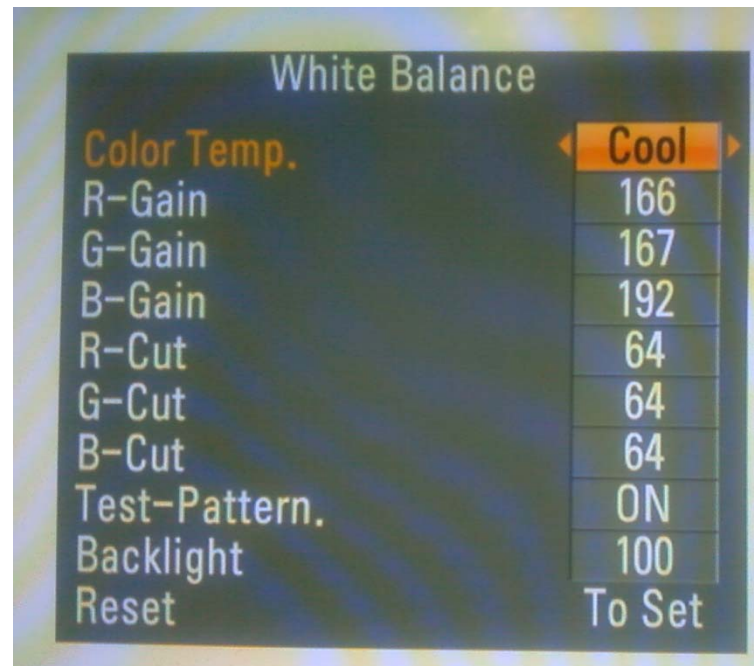 White Balance
Color Temp. Cool
R-Gain 166
G-Gain 167
B-Gain 192
R-Cut 64
G-Cut 64
B-Cut 64
Test-Pattern. ON
Backlight 100
Reset To Set